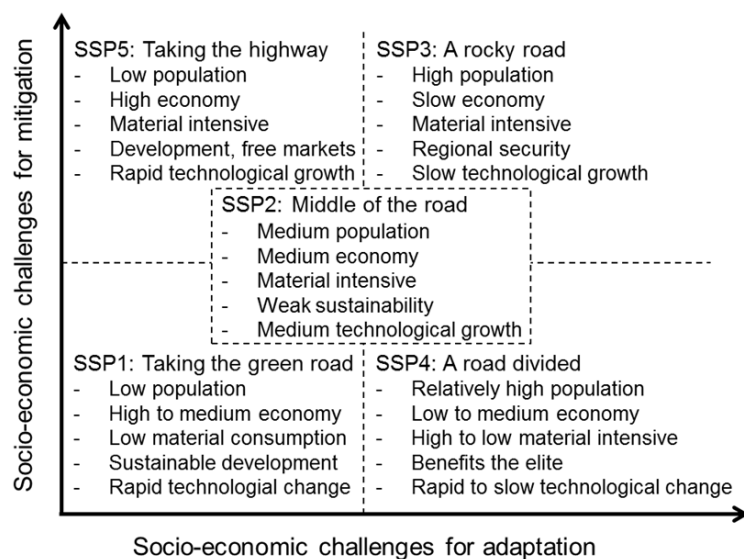 Socio-economic challenges for mitigation
SSP5: Taking the highway
- Low population
- High economy
- Material intensive
- Development, free markets
- Rapid technological growth
SSP3: A rocky road
- High population
- Slow economy
- Material intensive
- Regional security
- Slow technological growth
SSP2: Middle of the road
- Medium population
- Medium economy
- Material intensive
- Weak sustainability
- Medium technological growth
SSP1: Taking the green road
- Low population
- High to medium economy
- Low material consumption
- Sustainable development
- Rapid technologial change
SSP4: A road divided
- Relatively high population
- Low to medium economy
- High to low material intensive
- Benefits the elite
- Rapid to slow technological change
Socio-economic challenges for adaptation